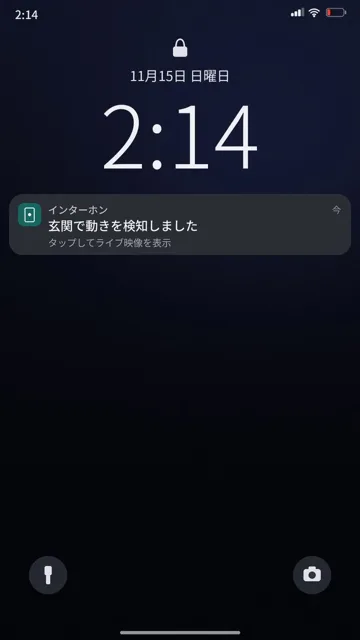 2:14
11月15日 日曜日
2:14
インターホン
今
玄関で動きを検知しました
タップしてライブ映像を表示